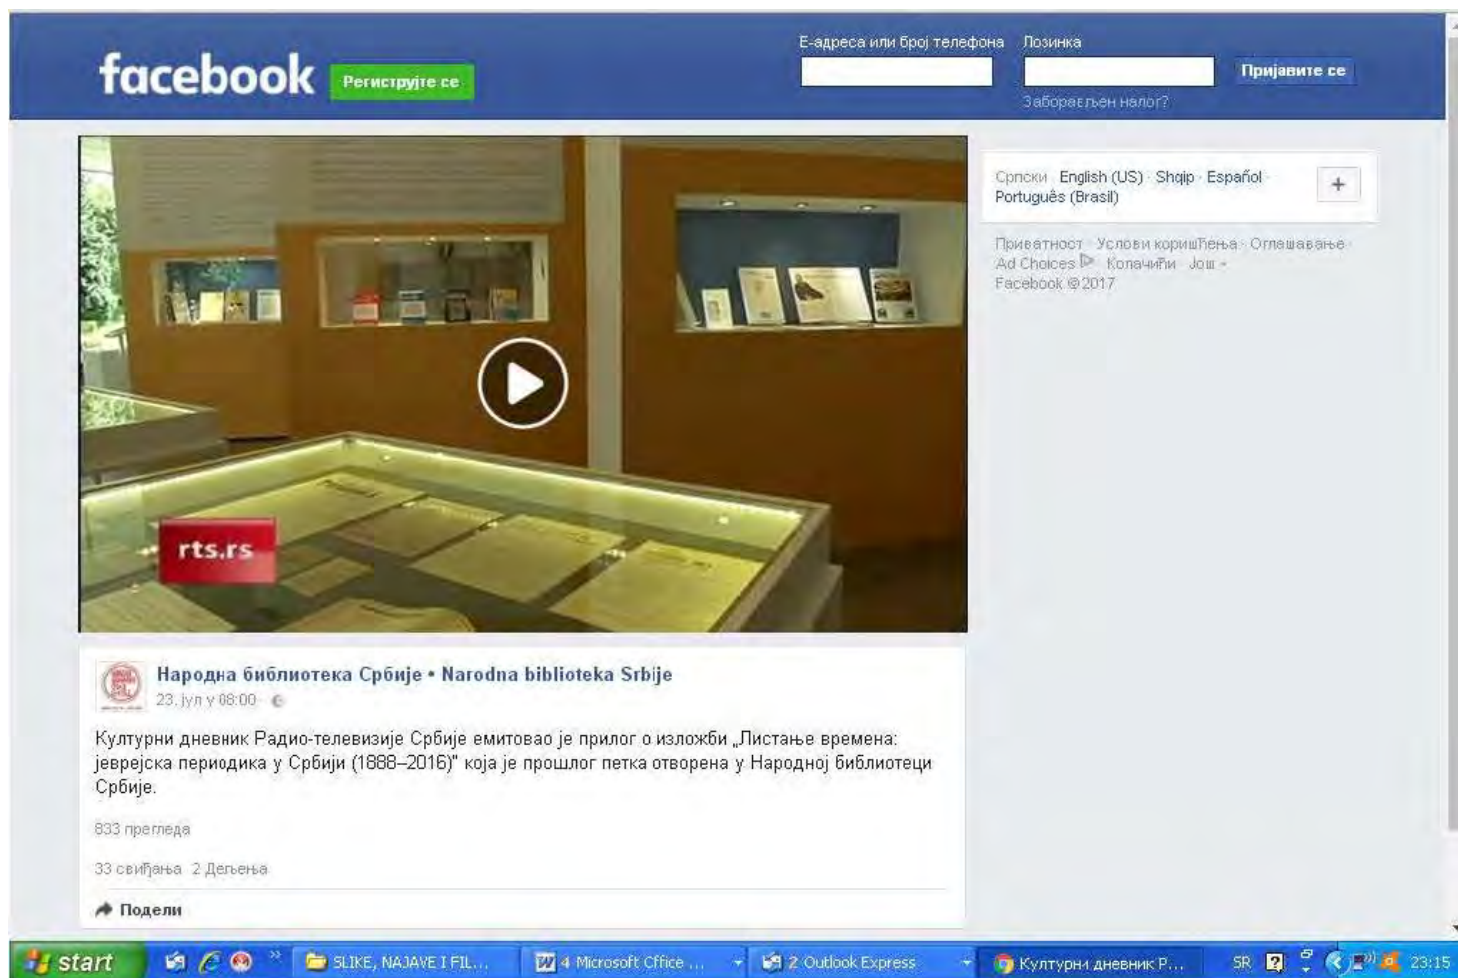 facebook
Региструјте се
Е-адреса или број телефона
Лозинка
Пријавите се
Заборављен налог?
rts.rs
Српски · English (US) · Shqip · Español ·
Português (Brasil)
+
Приватност · Услови коришћења · Оглашавање ·
Ad Choices · Колачићи · Још
Facebook © 2017
Народна библиотека Србије • Narodna biblioteka Srbije
23. јул у 08:00 ·
Културни дневник Радио-телевизије Србије емитовао је прилог о изложби „Листање времена:
јеврејска периодика у Србији (1888–2016)" која је прошлог петка отворена у Народној библиотеци
Србије.
833 прегледа
33 свиђања 2 Дељења
Подели
start
SLIKE, NAJAVE I FIL...
4 Microsoft Office ...
2 Outlook Express
Културни дневник Р...
SR
23:15